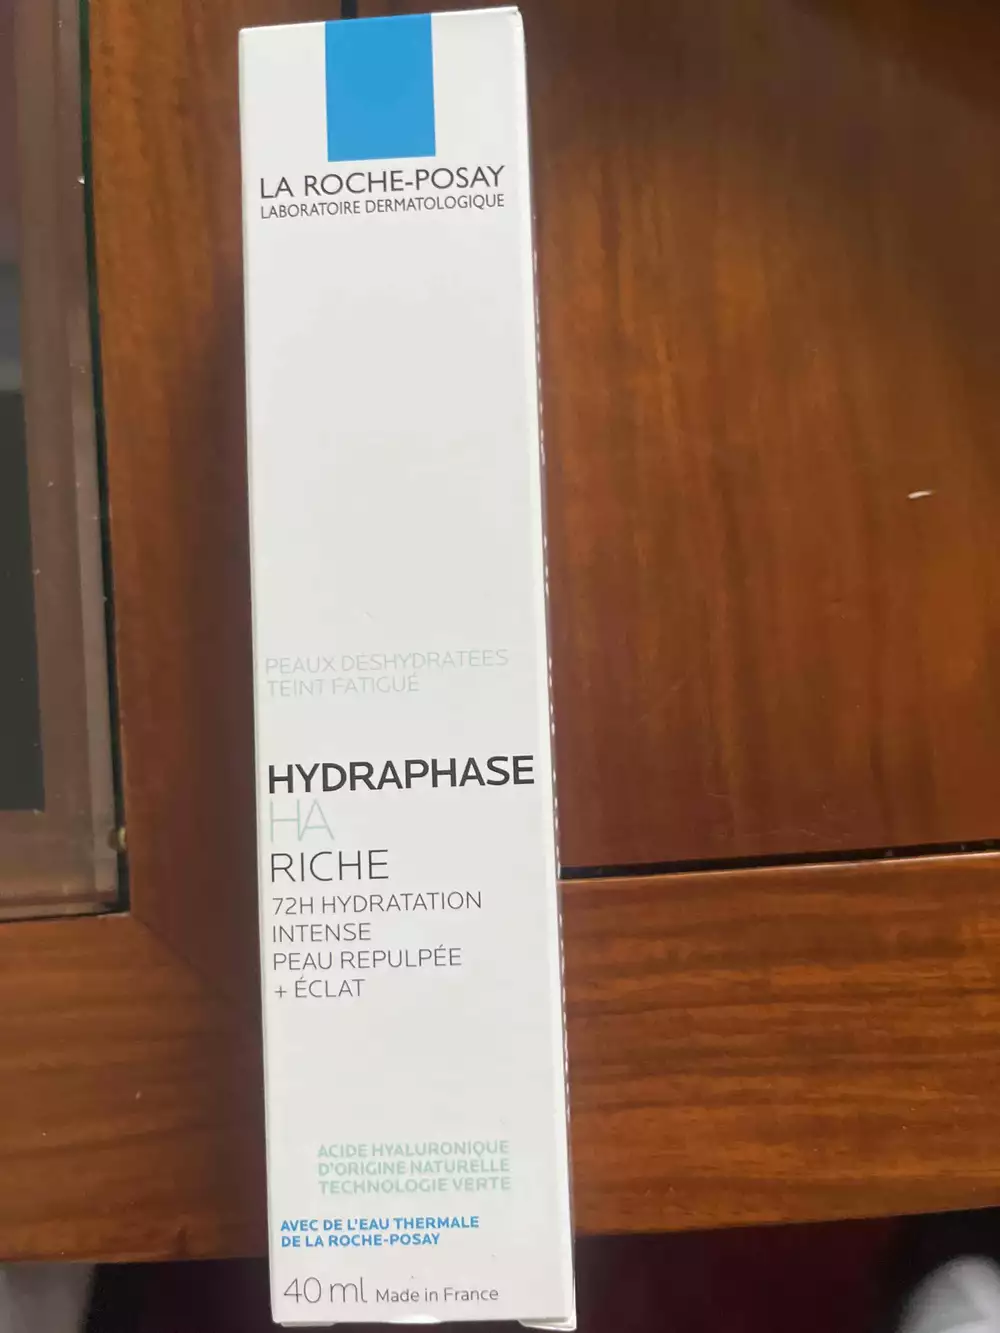 LA ROCHE-POSAY
LABORATOIRE DERMATOLOGIQUE
PEAUX DÉSHYDRATÉES
TEINT FATIGUÉ
HYDRAPHASE
HA
RICHE
72H HYDRATATION
INTENSE
PEAU REPULPÉE
+ ÉCLAT
ACIDE HYALURONIQUE
D'ORIGINE NATURELLE
TECHNOLOGIE VERTE
AVEC DE L'EAU THERMALE
DE LA ROCHE-POSAY
40 ml Made in France